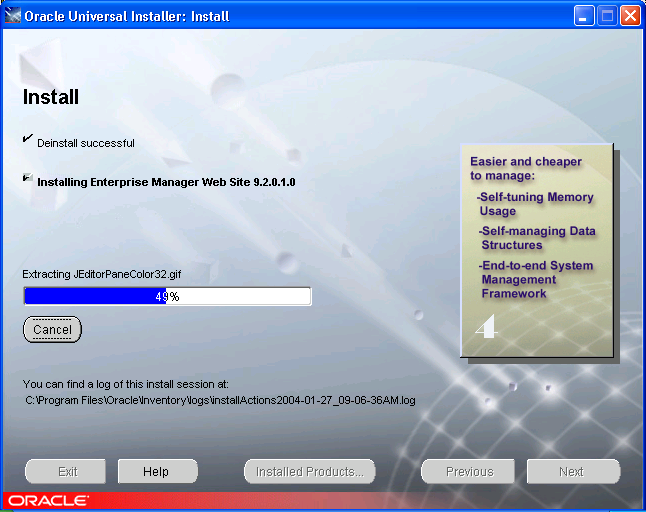 Oracle Universal Installer: Install
Install
Deinstall successful
Installing Enterprise Manager Web Site 9.2.0.1.0
Easier and cheaper
to manage:
-Self-tuning Memory
Usage
-Self-managing Data
Structures
-End-to-end System
Management
Framework
Extracting JEditorPaneColor32.gif
49%
Cancel
You can find a log of this install session at:
C:\Program Files\Oracle\Inventory\logs\installActions2004-01-27_09-06-36AM.log
Exit
Help
Installed Products...
Previous
Next
ORACLE